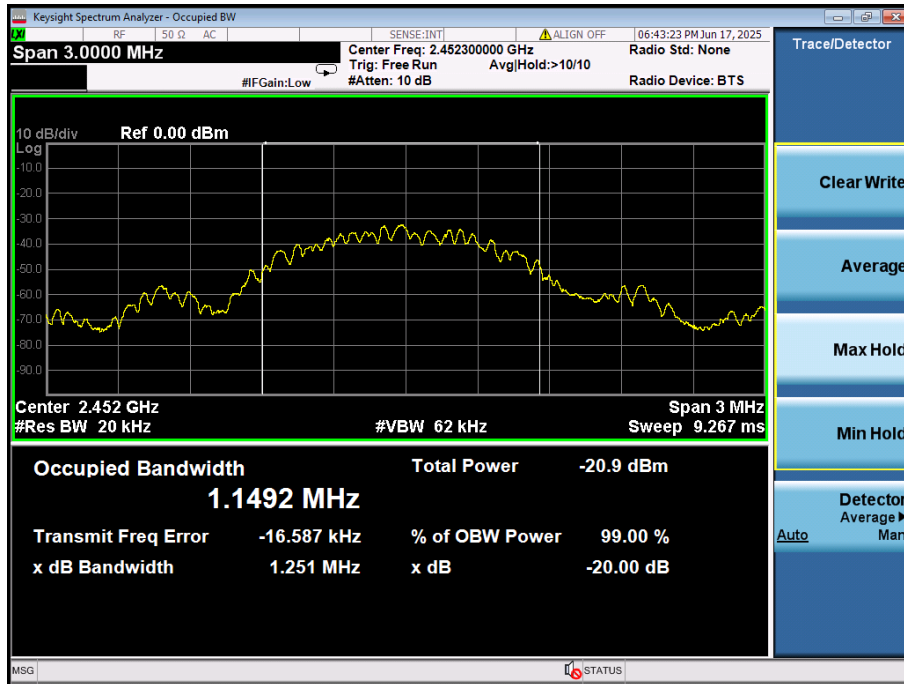 Keysight Spectrum Analyzer - Occupied BW
LXI RF 50 Ω AC SENSE:INT ALIGN OFF 06:43:23 PM Jun 17, 2025
Span 3.0000 MHz
Center Freq: 2.452300000 GHz Radio Std: None
Trig: Free Run Avg|Hold:>10/10
#IFGain:Low #Atten: 10 dB Radio Device: BTS
10 dB/div Ref 0.00 dBm
Log
-10.0
-20.0
-30.0
-40.0
-50.0
-60.0
-70.0
-80.0
-90.0
Center 2.452 GHz Span 3 MHz
#Res BW 20 kHz #VBW 62 kHz Sweep 9.267 ms
Occupied Bandwidth Total Power -20.9 dBm
1.1492 MHz
Transmit Freq Error -16.587 kHz % of OBW Power 99.00 %
x dB Bandwidth 1.251 MHz x dB -20.00 dB
MSG STATUS
Trace/Detector
Clear Write
Average
Max Hold
Min Hold
Detector
Average
Auto Man